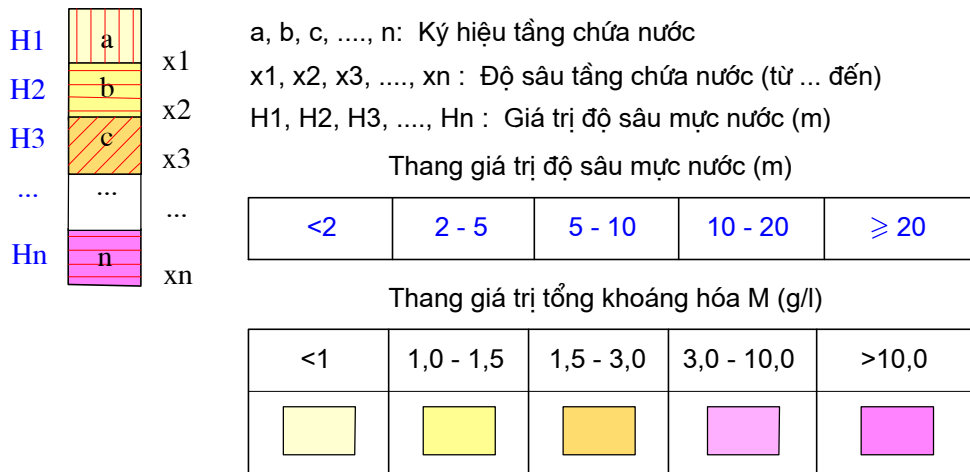 H1
a
x1
H2
b
x2
H3
c
x3
...
...
...
Hn
n
xn
a, b, c, ...., n: Ký hiệu tầng chứa nước
x1, x2, x3, ...., xn : Độ sâu tầng chứa nước (từ ... đến)
H1, H2, H3, ...., Hn : Giá trị độ sâu mực nước (m)
Thang giá trị độ sâu mực nước (m)
<2 2 - 5 5 - 10 10 - 20 ⩾ 20
Thang giá trị tổng khoáng hóa M (g/l)
<1 1,0 - 1,5 1,5 - 3,0 3,0 - 10,0 >10,0